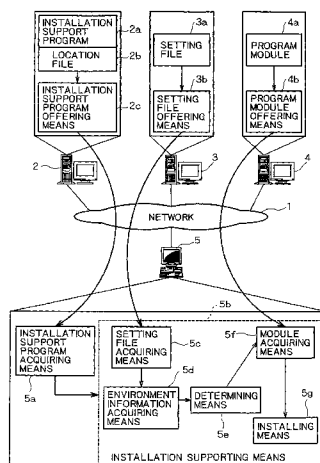 INSTALLATION
SUPPORT
PROGRAM
2a
LOCATION
FILE
2b
INSTALLATION
SUPPORT
PROGRAM
OFFERING
MEANS
2c
3a
SETTING
FILE
3b
SETTING
FILE
OFFERING
MEANS
4a
PROGRAM
MODULE
4b
PROGRAM
MODULE
OFFERING
MEANS
2
3
4
1
NETWORK
5
5b
INSTALLATION
SUPPORT
PROGRAM
ACQUIRING
MEANS
5a
SETTING
FILE
ACQUIRING
MEANS
5c
5d
ENVIRONMENT
INFORMATION
ACQUIRING
MEANS
DETERMINING
MEANS
5e
5f
MODULE
ACQUIRING
MEANS
5g
INSTALLING
MEANS
INSTALLATION SUPPORTING MEANS